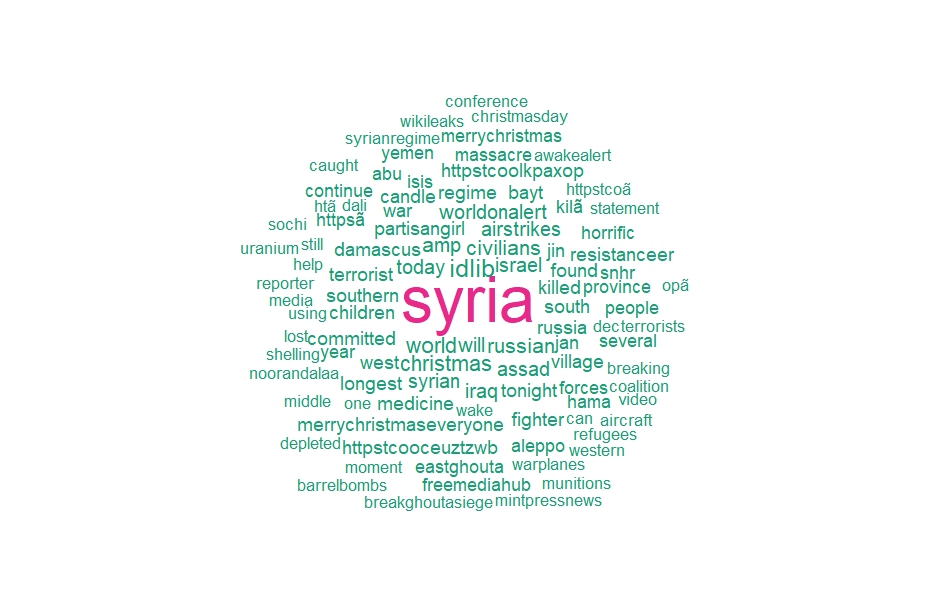 conference
wikileaks christmasday
syrianregime merrychristmas
yemen massacre awakealert
caught abu isis httpstcoolkpaxop
continue candle regime bayt httpstcoã
htã dali war worldonalert kilã statement
sochi httpsã partisangirl airstrikes horrific
uranium still damascus amp civilians jin resistanceer
help terrorist today idlib israel found snhr
reporter southern syria killed province opã
media using children south people
lost committed russia dec terrorists
shelling year world will russian jan several
noorandalaa west christmas assad village breaking
longest syrian iraq tonight forces coalition
middle one medicine wake hama video
merrychristmaseveryone fighter can aircraft
depleted httpstcooceuztzwb aleppo refugees western
moment eastghouta warplanes
barrelbombs freemediahub munitions
breakghoutasiege mintpressnews